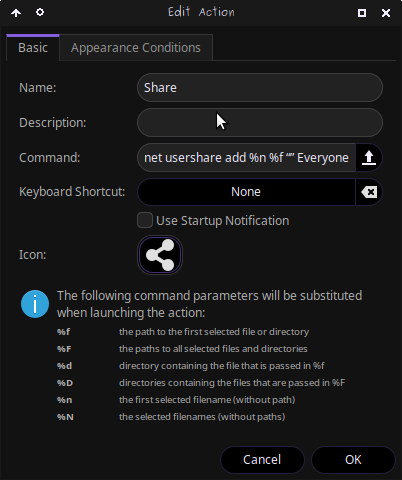 Edit Action
Basic
Appearance Conditions
Name:
Share
Description:
Command:
net usershare add %n %f “” Everyone
Keyboard Shortcut:
None
Use Startup Notification
Icon:
The following command parameters will be substituted
when launching the action:
%f the path to the first selected file or directory
%F the paths to all selected files and directories
%d directory containing the file that is passed in %f
%D directories containing the files that are passed in %F
%n the first selected filename (without path)
%N the selected filenames (without paths)
Cancel
OK